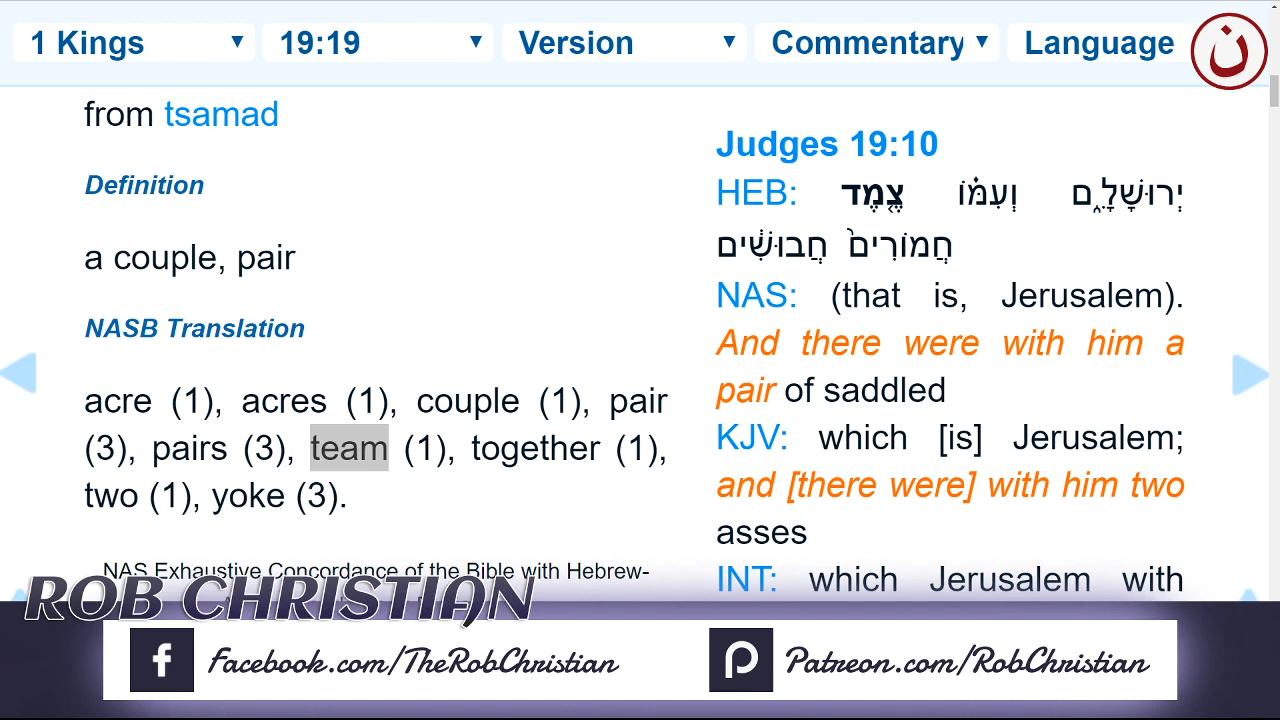 1 Kings ▼ 19:19 ▼ Version ▼ Commentary ▼ Language
ن
from tsamad
Definition
a couple, pair
NASB Translation
acre (1), acres (1), couple (1), pair
(3), pairs (3), team (1), together (1),
two (1), yoke (3).
NAS Exhaustive Concordance of the Bible with Hebrew-
Judges 19:10
HEB: יְרוּשָׁלִָ֑ם וְעִמּ֗וֹ צֶ֤מֶד
חֲמוֹרִים֙ חֲבוּשִׁ֔ים
NAS: (that is, Jerusalem).
And there were with him a
pair of saddled
KJV: which [is] Jerusalem;
and [there were] with him two
asses
INT: which Jerusalem with
ROB CHRISTIAN
f Facebook.com/TheRobChristian
Patreon.com/RobChristian